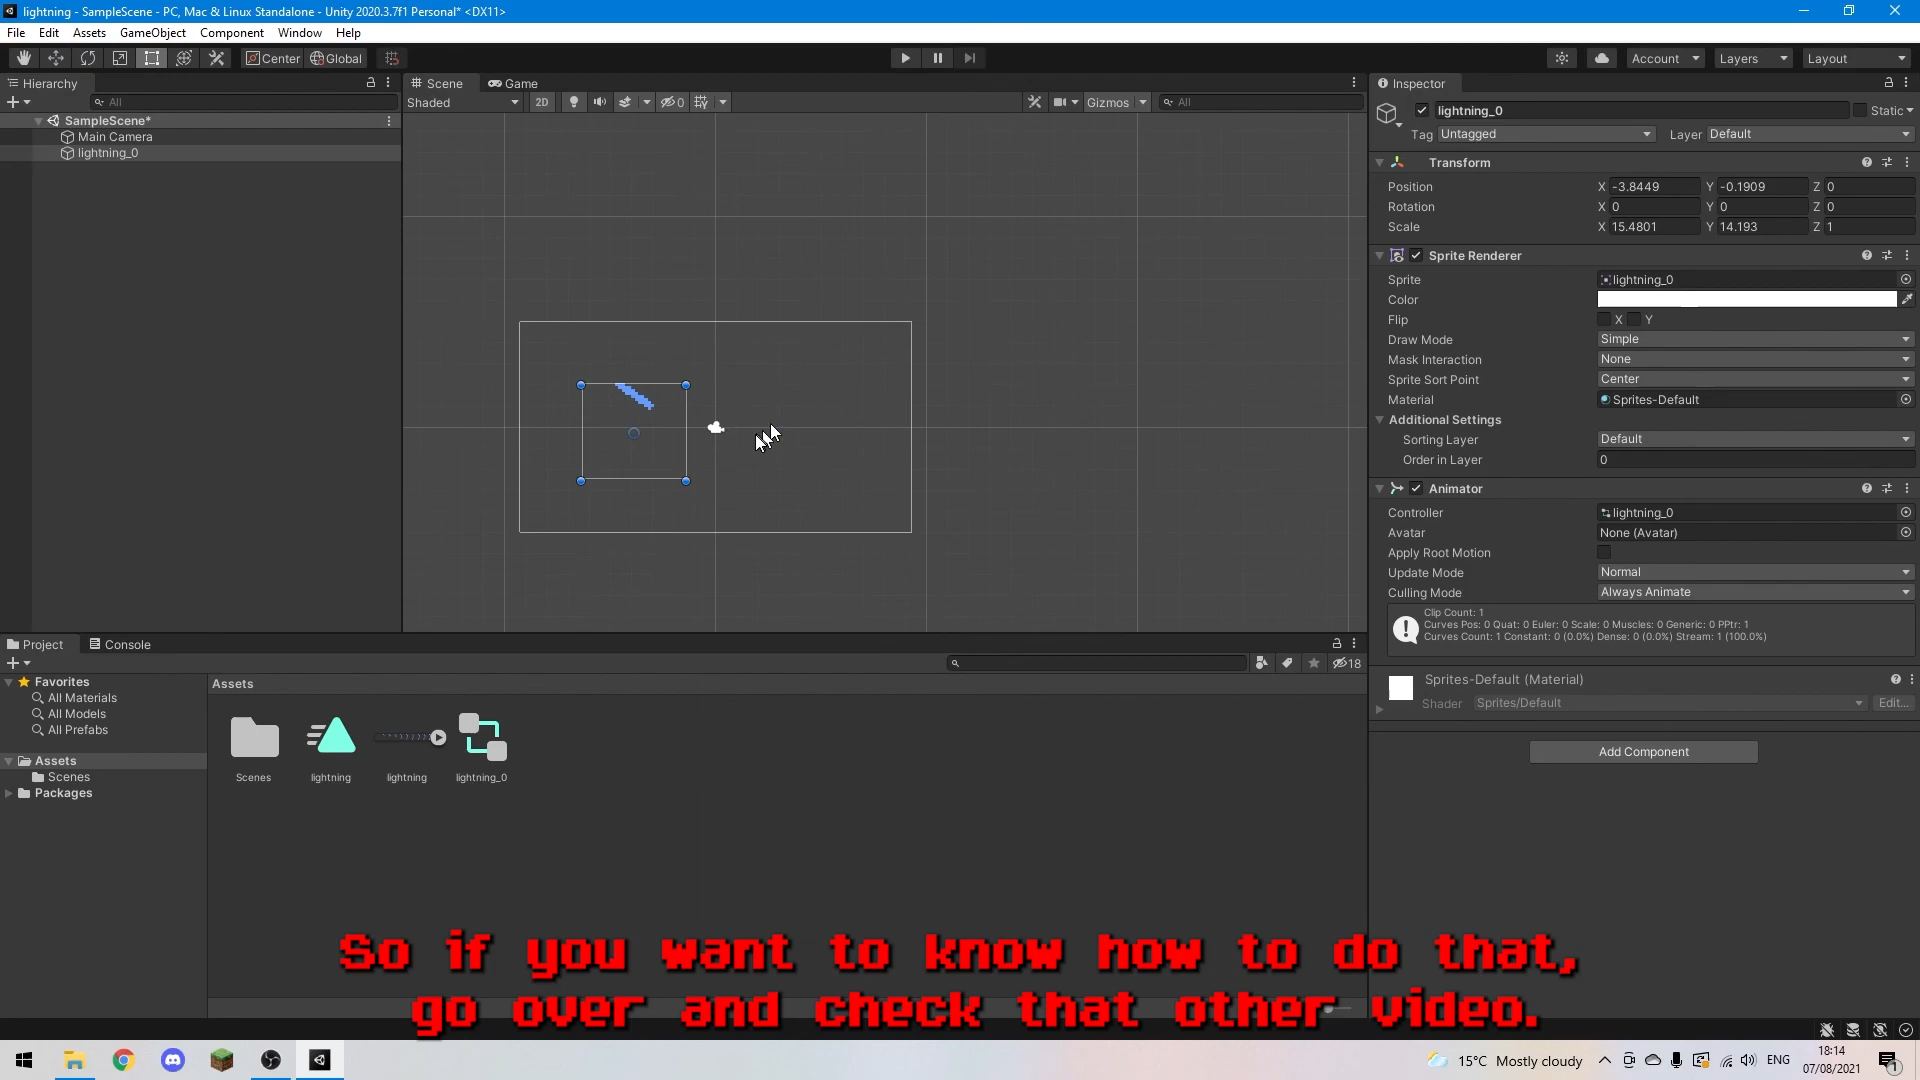 lightning - SampleScene - PC, Mac & Linux Standalone - Unity 2020.3.7f1 Personal* <DX11>
File Edit Assets GameObject Component Window Help
Center Global Account Layers Layout
Hierarchy
All
SampleScene*
Main Camera
lightning_0
Scene Game
Shaded 2D 0 Gizmos All
Inspector
lightning_0 Static
Tag Untagged Layer Default
Transform
Position X -3.8449 Y -0.1909 Z 0
Rotation X 0 Y 0 Z 0
Scale X 15.4801 Y 14.193 Z 1
Sprite Renderer
Sprite lightning_0
Color
Flip X Y
Draw Mode Simple
Mask Interaction None
Sprite Sort Point Center
Material Sprites-Default
Additional Settings
Sorting Layer Default
Order in Layer 0
Animator
Controller lightning_0
Avatar None (Avatar)
Apply Root Motion
Update Mode Normal
Culling Mode Always Animate
Clip Count: 1
Curves Pos: 0 Quat: 0 Euler: 0 Scale: 0 Muscles: 0 Generic: 0 PPtr: 1
Curves Count: 1 Constant: 0 (0.0%) Dense: 0 (0.0%) Stream: 1 (100.0%)
Sprites-Default (Material)
Shader Sprites/Default Edit...
Add Component
Project Console
18
Favorites
All Materials
All Models
All Prefabs
Assets
Scenes
Packages
Assets
Scenes lightning lightning lightning_0
So if you want to know how to do that,
go over and check that other video.
15°C Mostly cloudy ENG
18:14
07/08/2021
1